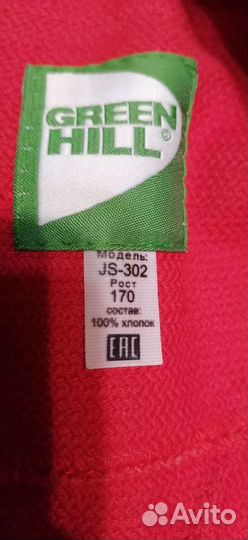 GREEN
HILL®
Модель:
JS-302
Рост
170
состав:
100% хлопок
EAC
Avito